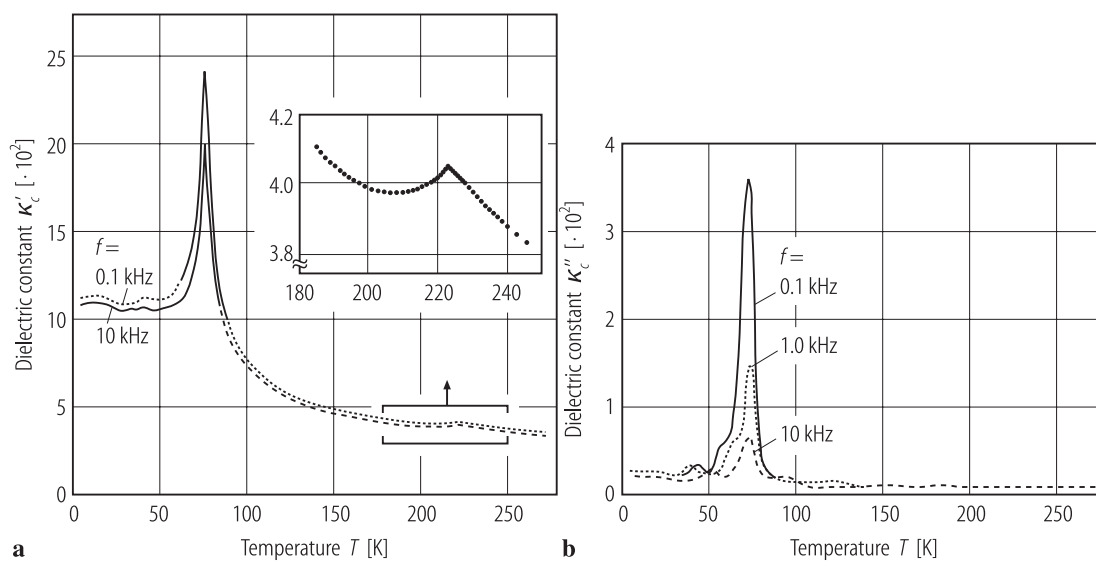 Dielectric constant κ′c [ · 10²]
25
20
15
10
5
0
f =
0.1 kHz
10 kHz
4.2
4.0
3.8
180 200 220 240
0 50 100 150 200 250
Temperature T [K]
a
Dielectric constant κ″c [ · 10²]
4
3
2
1
0
f =
0.1 kHz
1.0 kHz
10 kHz
0 50 100 150 200 250
Temperature T [K]
b